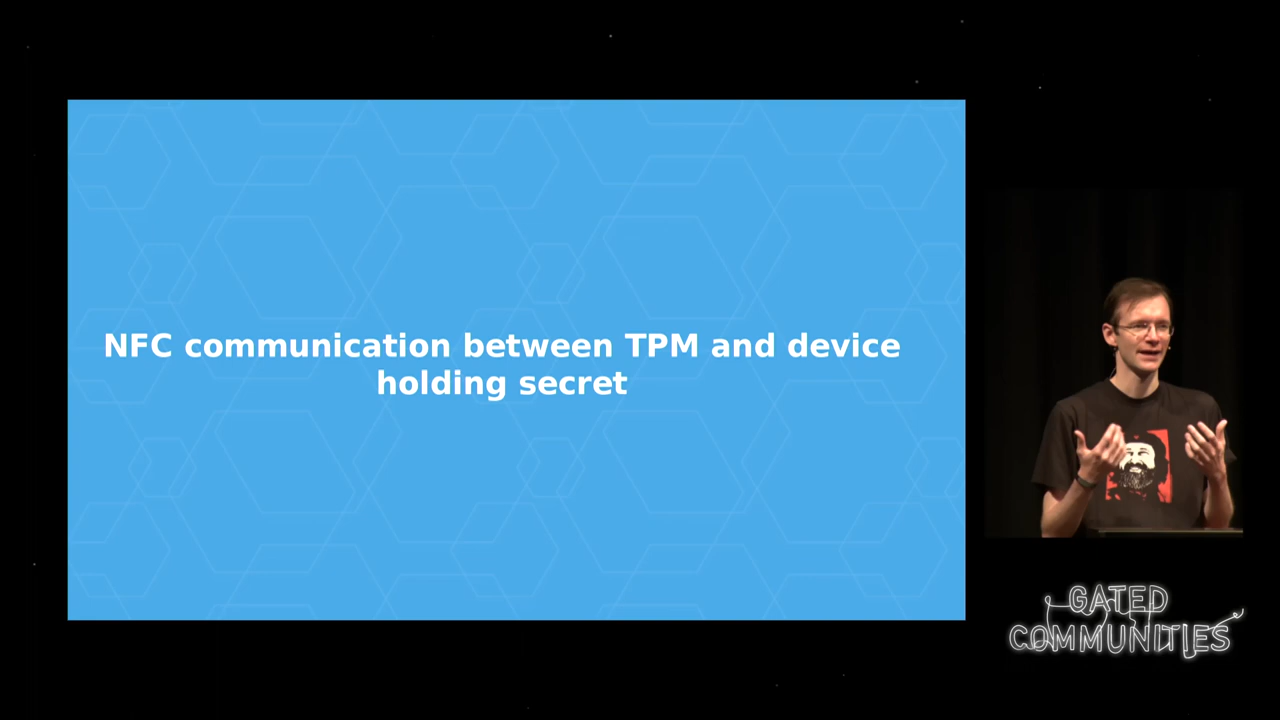 NFC communication between TPM and device
holding secret
GATED
COMMUNITIES